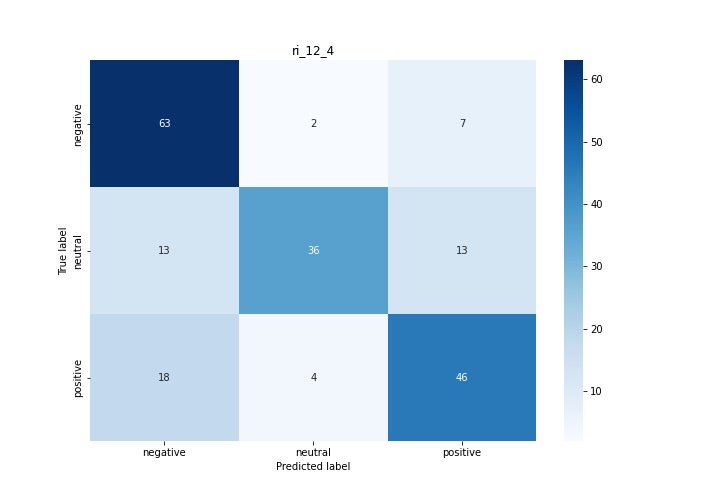 ri_12_4
negative
63
2
7
60
50
40
30
20
10
True label
neutral
13
36
13
positive
18
4
46
negative
neutral
positive
Predicted label